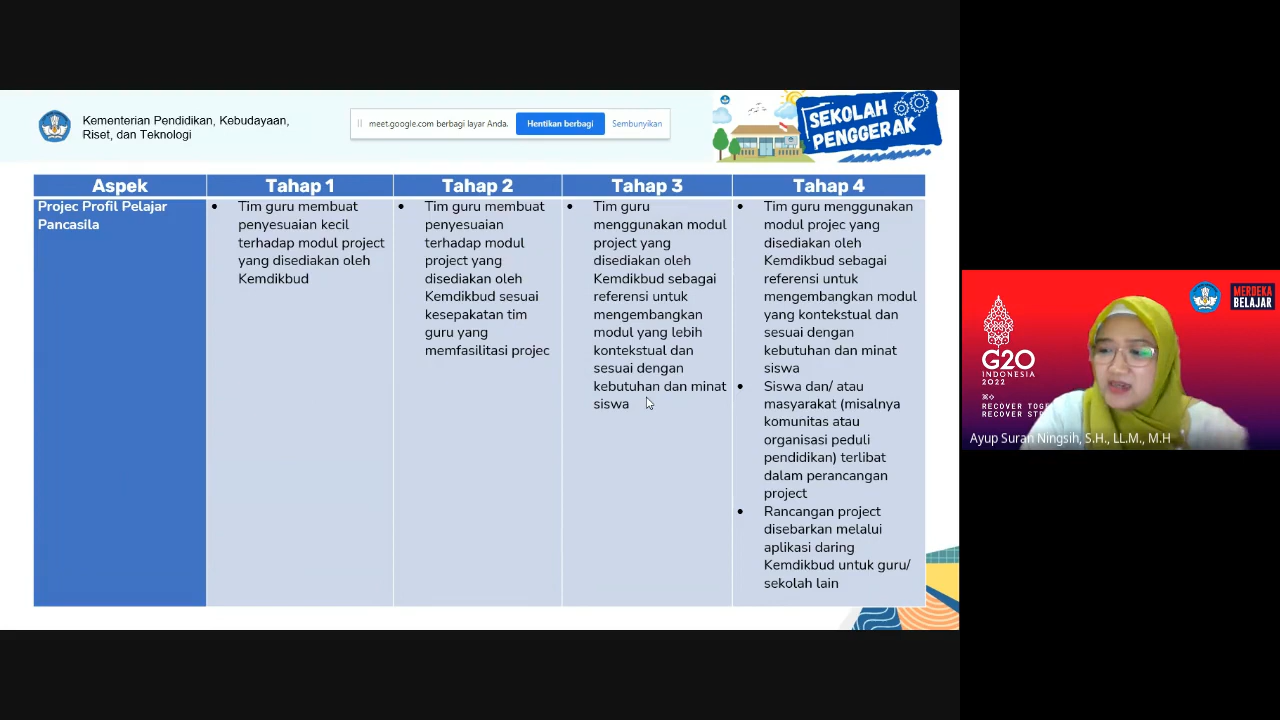 Kementerian Pendidikan, Kebudayaan,
Riset, dan Teknologi
meet.google.com berbagi layar Anda.
Hentikan berbagi
Sembunyikan
SEKOLAH
PENGGERAK
Aspek
Tahap 1
Tahap 2
Tahap 3
Tahap 4
Projec Profil Pelajar
Pancasila
• Tim guru membuat
penyesuaian kecil
terhadap modul project
yang disediakan oleh
Kemdikbud
• Tim guru membuat
penyesuaian
terhadap modul
project yang
disediakan oleh
Kemdikbud sesuai
kesepakatan tim
guru yang
memfasilitasi projec
• Tim guru
menggunakan modul
project yang
disediakan oleh
Kemdikbud sebagai
referensi untuk
mengembangkan
modul yang lebih
kontekstual dan
sesuai dengan
kebutuhan dan minat
siswa
• Tim guru menggunakan
modul projec yang
disediakan oleh
Kemdikbud sebagai
referensi untuk
mengembangkan modul
yang kontekstual dan
sesuai dengan
kebutuhan dan minat
siswa
• Siswa dan/ atau
masyarakat (misalnya
komunitas atau
organisasi peduli
pendidikan) terlibat
dalam perancangan
project
• Rancangan project
disebarkan melalui
aplikasi daring
Kemdikbud untuk guru/
sekolah lain
MERDEKA
BELAJAR
G20
INDONESIA
2022
RECOVER TOGE
RECOVER STR
Ayup Suran Ningsih, S.H., LL.M., M.H